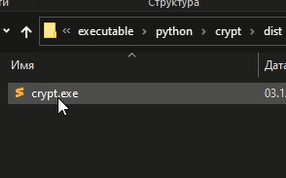 Структура
« executable > python > crypt > dist
Имя
Дата
crypt.exe
03.1